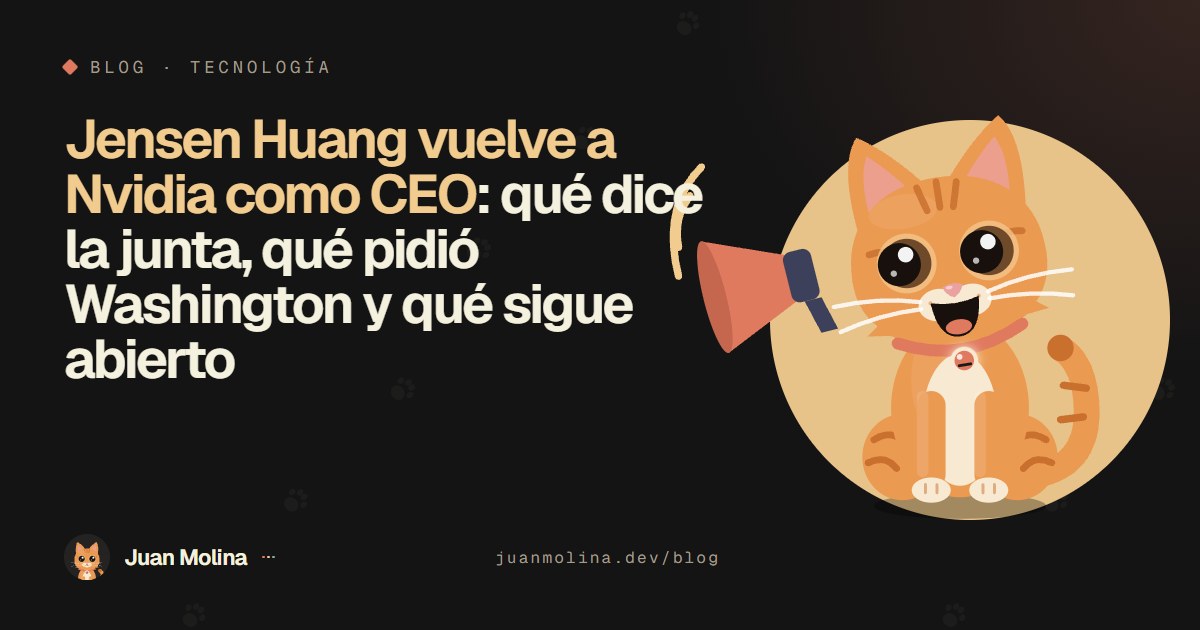 BLOG · TECNOLOGÍA
Jensen Huang vuelve a
Nvidia como CEO: qué dice
la junta, qué pidió
Washington y qué sigue
abierto
Juan Molina
juanmolina.dev/blog